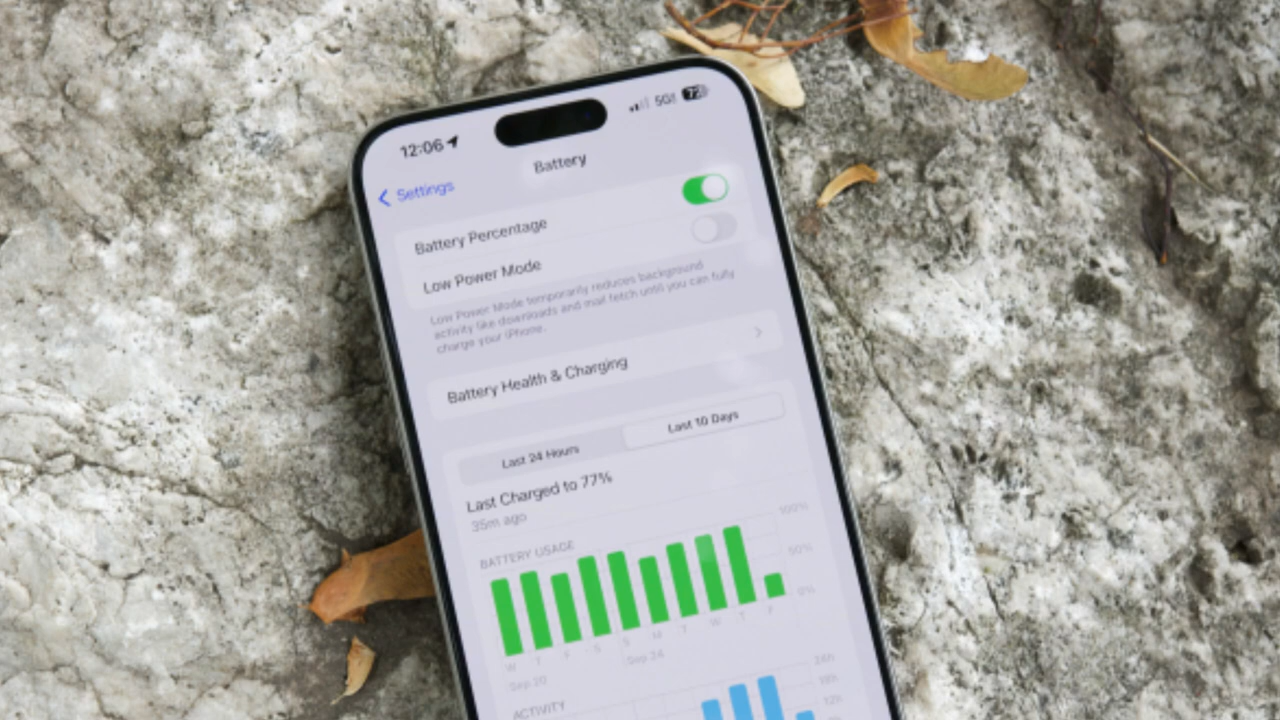 12:06 5G 72
Settings
Battery
Battery Percentage
Low Power Mode
Low Power Mode temporarily reduces background
activity like downloads and mail fetch until you can fully
charge your iPhone.
Battery Health & Charging
Last 24 Hours Last 10 Days
Last Charged to 77%
35m ago
BATTERY USAGE
100%
50%
0%
W T F S S M T W T F
Sep 20 Sep 24
ACTIVITY
24h
18h
12h